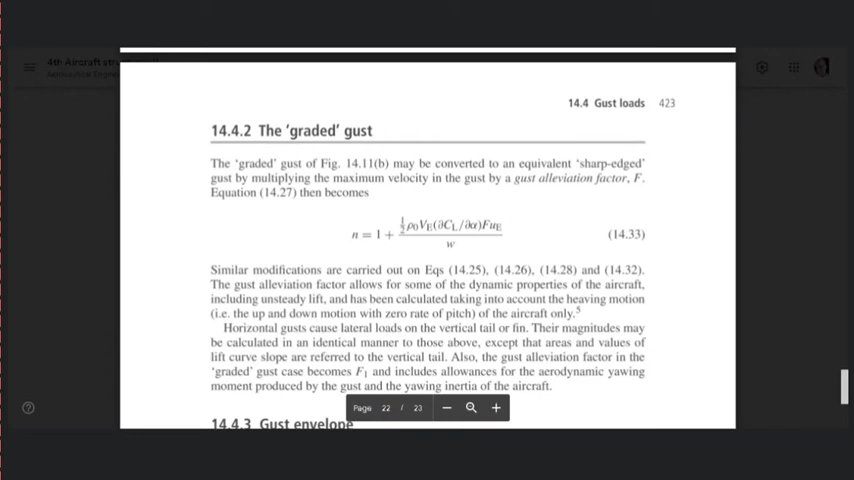 4th Aircraft
14.4 Gust loads 423
14.4.2 The 'graded' gust
The 'graded' gust of Fig. 14.11(b) may be converted to an equivalent 'sharp-edged'
gust by multiplying the maximum velocity in the gust by a gust alleviation factor, F.
Equation (14.27) then becomes
n = 1 + ½ρ₀V_E(∂C_L/∂α)Fu_E / w (14.33)
Similar modifications are carried out on Eqs (14.25), (14.26), (14.28) and (14.32).
The gust alleviation factor allows for some of the dynamic properties of the aircraft,
including unsteady lift, and has been calculated taking into account the heaving motion
(i.e. the up and down motion with zero rate of pitch) of the aircraft only.⁵
Horizontal gusts cause lateral loads on the vertical tail or fin. Their magnitudes may
be calculated in an identical manner to those above, except that areas and values of
lift curve slope are referred to the vertical tail. Also, the gust alleviation factor in the
'graded' gust case becomes F₁ and includes allowances for the aerodynamic yawing
moment produced by the gust and the yawing inertia of the aircraft.
Page 22 / 23
14.4.3 Gust envelope